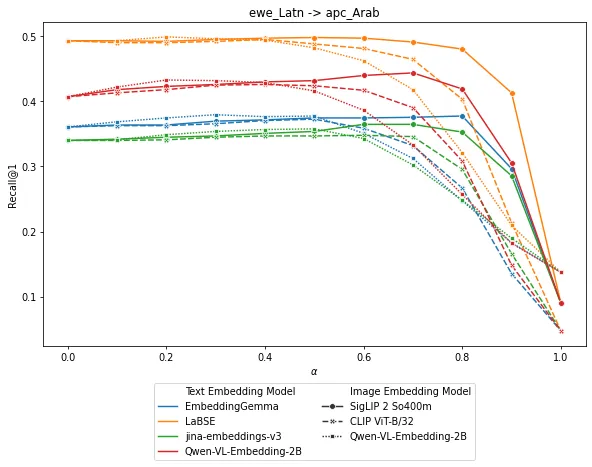 ewe_Latn -> apc_Arab
Recall@1
0.5
0.4
0.3
0.2
0.1
0.0 0.2 0.4 0.6 0.8 1.0
α
Text Embedding Model
EmbeddingGemma
LaBSE
jina-embeddings-v3
Qwen-VL-Embedding-2B
Image Embedding Model
SigLIP 2 So400m
CLIP ViT-B/32
Qwen-VL-Embedding-2B